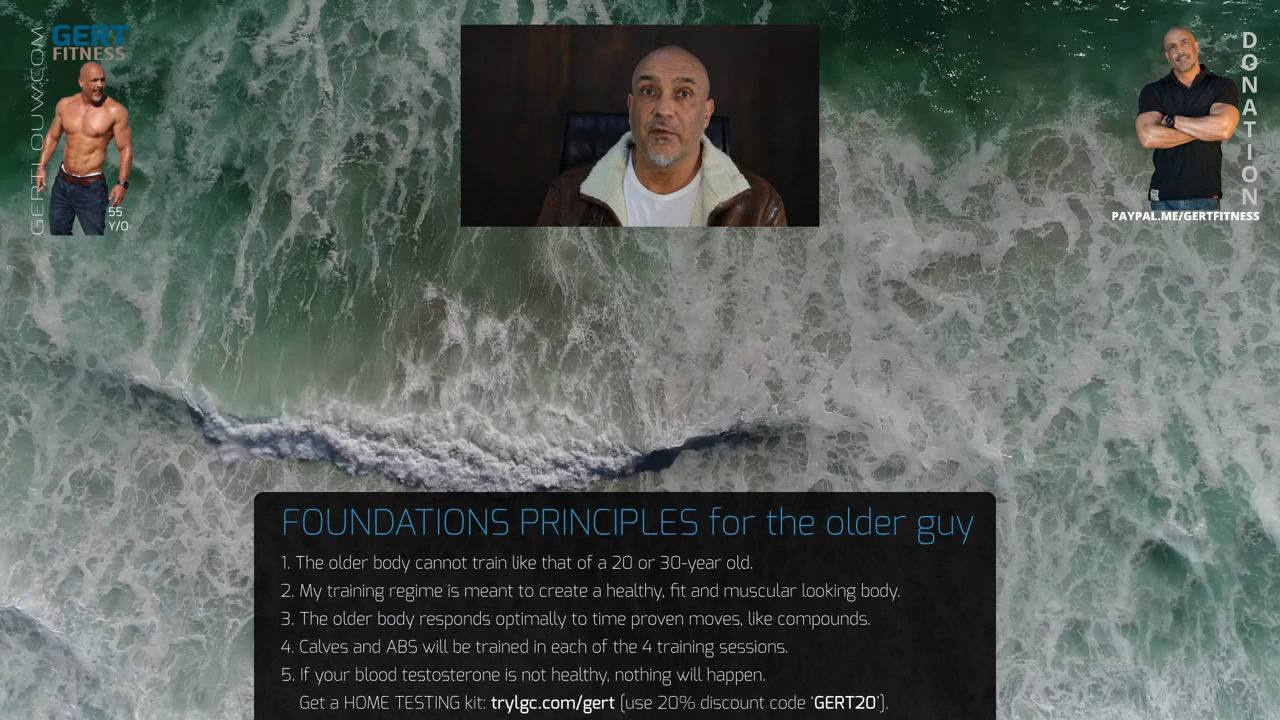 GERTLOUW.COM
GERT
FITNESS
55
Y/O
DONATION
PAYPAL.ME/GERTFITNESS
FOUNDATIONS PRINCIPLES for the older guy
1. The older body cannot train like that of a 20 or 30-year old.
2. My training regime is meant to create a healthy, fit and muscular looking body.
3. The older body responds optimally to time proven moves, like compounds.
4. Calves and ABS will be trained in each of the 4 training sessions.
5. If your blood testosterone is not healthy, nothing will happen.
Get a HOME TESTING kit: trylgc.com/gert [use 20% discount code 'GERT20'].